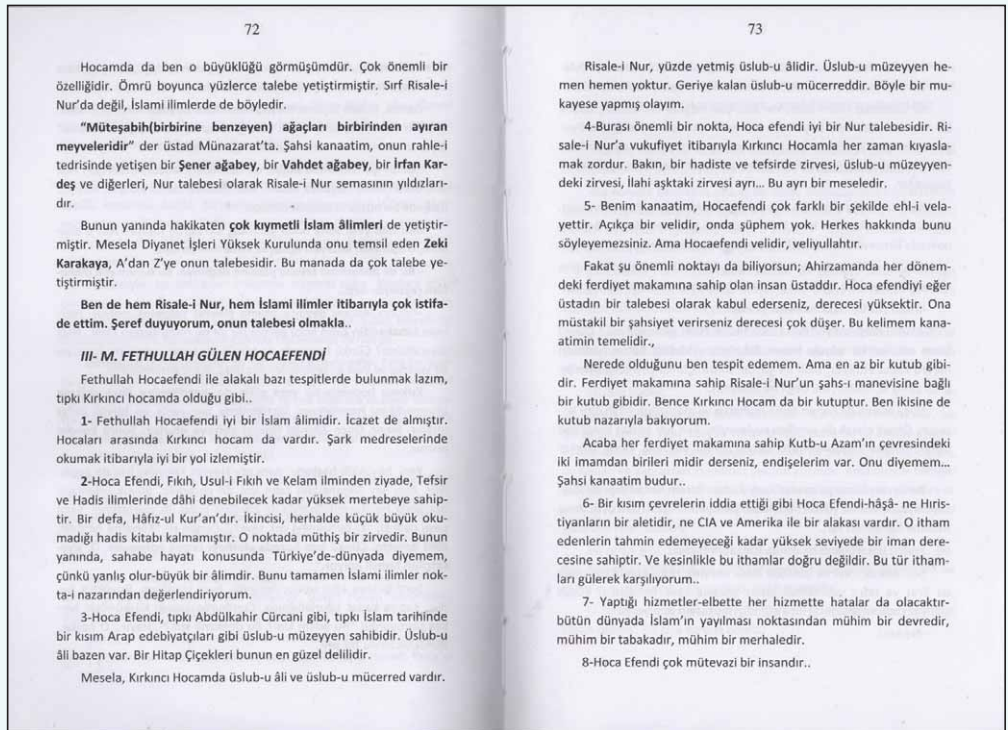 72
Hocamda da ben o büyüklüğü görmüşümdür. Çok önemli bir
özelliğidir. Ömrü boyunca yüzlerce talebe yetiştirmiştir. Sırf Risale-i
Nur'da değil, İslami ilimlerde de böyledir.
"Müteşabih(birbirine benzeyen) ağaçları birbirinden ayıran
meyveleridir" der üstad Münazarat'ta. Şahsi kanaatim, onun rahle-i
tedrisinde yetişen bir Şener ağabey, bir Vahdet ağabey, bir İrfan Kar-
deş ve diğerleri, Nur talebesi olarak Risale-i Nur semasının yıldızları-
dır.
Bunun yanında hakikaten çok kıymetli İslam âlimleri de yetiştir-
miştir. Mesela Diyanet İşleri Yüksek Kurulunda onu temsil eden Zeki
Karakaya, A'dan Z'ye onun talebesidir. Bu manada da çok talebe ye-
tiştirmiştir.
Ben de hem Risale-i Nur, hem İslami ilimler itibarıyla çok istifa-
de ettim. Şeref duyuyorum, onun talebesi olmakla..
III- M. FETHULLAH GÜLEN HOCAEFENDİ
Fethullah Hocaefendi ile alakalı bazı tespitlerde bulunmak lazım,
tıpkı Kırkıncı hocamda olduğu gibi..
1- Fethullah Hocaefendi iyi bir İslam âlimidir. İcazet de almıştır.
Hocaları arasında Kırkıncı hocam da vardır. Şark medreselerinde
okumak itibarıyla iyi bir yol izlemiştir.
2-Hoca Efendi, Fıkıh, Usul-i Fıkıh ve Kelam ilminden ziyade, Tefsir
ve Hadis ilimlerinde dâhi denebilecek kadar yüksek mertebeye sahip-
tir. Bir defa, Hâfız-ul Kur'an'dır. İkincisi, herhalde küçük büyük oku-
madığı hadis kitabı kalmamıştır. O noktada müthiş bir zirvedir. Bunun
yanında, sahabe hayatı konusunda Türkiye'de-dünyada diyemem,
çünkü yanlış olur-büyük bir âlimdir. Bunu tamamen İslami ilimler nok-
ta-i nazarından değerlendiriyorum.
3-Hoca Efendi, tıpkı Abdülkahir Cürcani gibi, tıpkı İslam tarihinde
bir kısım Arap edebiyatçıları gibi üslub-u müzeyyen sahibidir. Üslub-u
âli bazen var. Bir Hitap Çiçekleri bunun en güzel delilidir.
Mesela, Kırkıncı Hocamda üslub-u âli ve üslub-u mücerred vardır.
73
Risale-i Nur, yüzde yetmiş üslub-u âlidir. Üslub-u müzeyyen he-
men hemen yoktur. Geriye kalan üslub-u mücerreddir. Böyle bir mu-
kayese yapmış olayım.
4-Burası önemli bir nokta, Hoca efendi iyi bir Nur talebesidir. Ri-
sale-i Nur'a vukufiyet itibarıyla Kırkıncı Hocamla her zaman kıyasla-
mak zordur. Bakın, bir hadiste ve tefsirde zirvesi, üslub-u müzeyyen-
deki zirvesi, İlahi aşktaki zirvesi ayrı... Bu ayrı bir meseledir.
5- Benim kanaatim, Hocaefendi çok farklı bir şekilde ehl-i vela-
yettir. Açıkça bir velidir, onda şüphem yok. Herkes hakkında bunu
söyleyemezsiniz. Ama Hocaefendi velidir, veliyullahtır.
Fakat şu önemli noktayı da biliyorsun; Ahirzamanda her dönem-
deki ferdiyet makamına sahip olan insan üstaddır. Hoca efendiyi eğer
üstadın bir talebesi olarak kabul ederseniz, derecesi yüksektir. Ona
müstakil bir şahsiyet verirseniz derecesi çok düşer. Bu kelimem kana-
atimin temelidir.,
Nerede olduğunu ben tespit edemem. Ama en az bir kutub gibi-
dir. Ferdiyet makamına sahip Risale-i Nur'un şahs-ı manevisine bağlı
bir kutub gibidir. Bence Kırkıncı Hocam da bir kutuptur. Ben ikisine de
kutub nazarıyla bakıyorum.
Acaba her ferdiyet makamına sahip Kutb-u Azam'ın çevresindeki
iki imamdan birileri midir derseniz, endişelerim var. Onu diyemem...
Şahsi kanaatim budur..
6- Bir kısım çevrelerin iddia ettiği gibi Hoca Efendi-hâşâ- ne Hıris-
tiyanların bir aletidir, ne CIA ve Amerika ile bir alakası vardır. O itham
edenlerin tahmin edemeyeceği kadar yüksek seviyede bir iman dere-
cesine sahiptir. Ve kesinlikle bu ithamlar doğru değildir. Bu tür itham-
ları gülerek karşılıyorum..
7- Yaptığı hizmetler-elbette her hizmette hatalar da olacaktır-
bütün dünyada İslam'ın yayılması noktasından mühim bir devredir,
mühim bir tabakadır, mühim bir merhaledir.
8-Hoca Efendi çok mütevazi bir insandır..